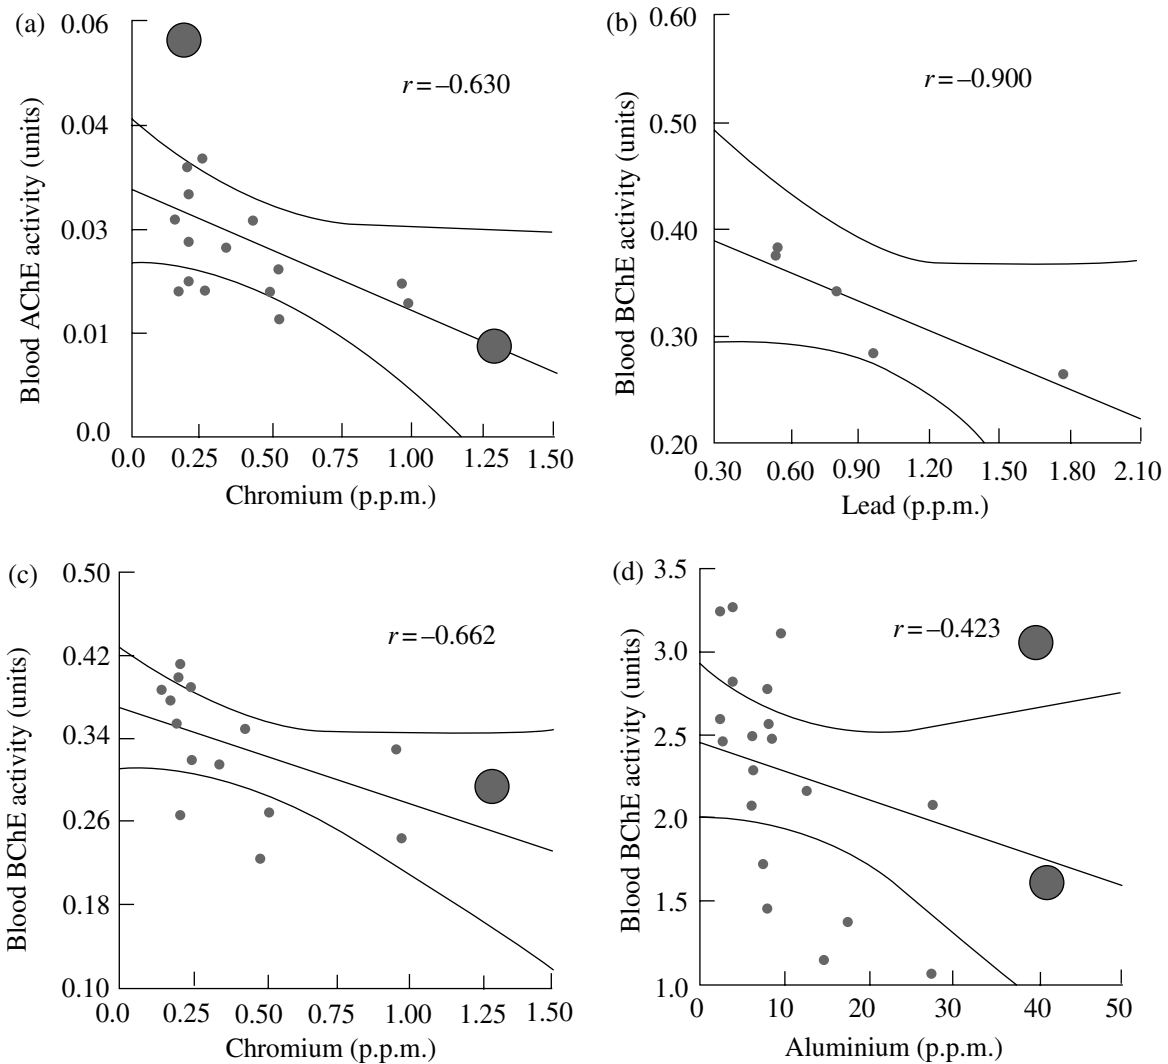 (a)
Blood AChE activity (units)
0.06
0.04
0.03
0.01
0.0
r = –0.630
0.0 0.25 0.50 0.75 1.00 1.25 1.50
Chromium (p.p.m.)
(b)
Blood BChE activity (units)
0.60
0.50
0.40
0.30
0.20
r = –0.900
0.30 0.60 0.90 1.20 1.50 1.80 2.10
Lead (p.p.m.)
(c)
Blood BChE activity (units)
0.50
0.42
0.34
0.26
0.18
0.10
r = –0.662
0.0 0.25 0.50 0.75 1.00 1.25 1.50
Chromium (p.p.m.)
(d)
Blood BChE activity (units)
3.5
3.0
2.5
2.0
1.5
1.0
r = –0.423
0 10 20 30 40 50
Aluminium (p.p.m.)